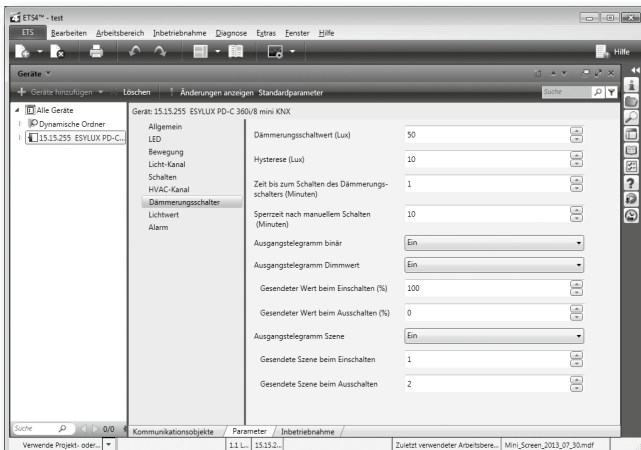 ETS4™ - test
ETS Bearbeiten Arbeitsbereich Inbetriebnahme Diagnose Extras Fenster Hilfe
Hilfe
Geräte
Geräte hinzufügen Löschen Änderungen anzeigen Standardparameter Suche
Alle Geräte
Dynamische Ordner
15.15.255 ESYLUX PD-C...
Gerät: 15.15.255 ESYLUX PD-C 360i/8 mini KNX
Allgemein
LED
Bewegung
Licht-Kanal
Schalten
HVAC-Kanal
Dämmerungsschalter
Lichtwert
Alarm
Dämmerungsschaltwert (Lux) 50
Hysterese (Lux) 10
Zeit bis zum Schalten des Dämmerungs-
schalters (Minuten) 1
Sperrzeit nach manuellem Schalten
(Minuten) 10
Ausgangstelegramm binär Ein
Ausgangstelegramm Dimmwert Ein
Gesendeter Wert beim Einschalten (%) 100
Gesendeter Wert beim Ausschalten (%) 0
Ausgangstelegramm Szene Ein
Gesendete Szene beim Einschalten 1
Gesendete Szene beim Ausschalten 2
Suche 0/0
Kommunikationsobjekte Parameter Inbetriebnahme
Verwende Projekt- oder... 1.1 L... 15.15.2... Zuletzt verwendeter Arbeitsbere... Mini_Screen_2013_07_30.mdf